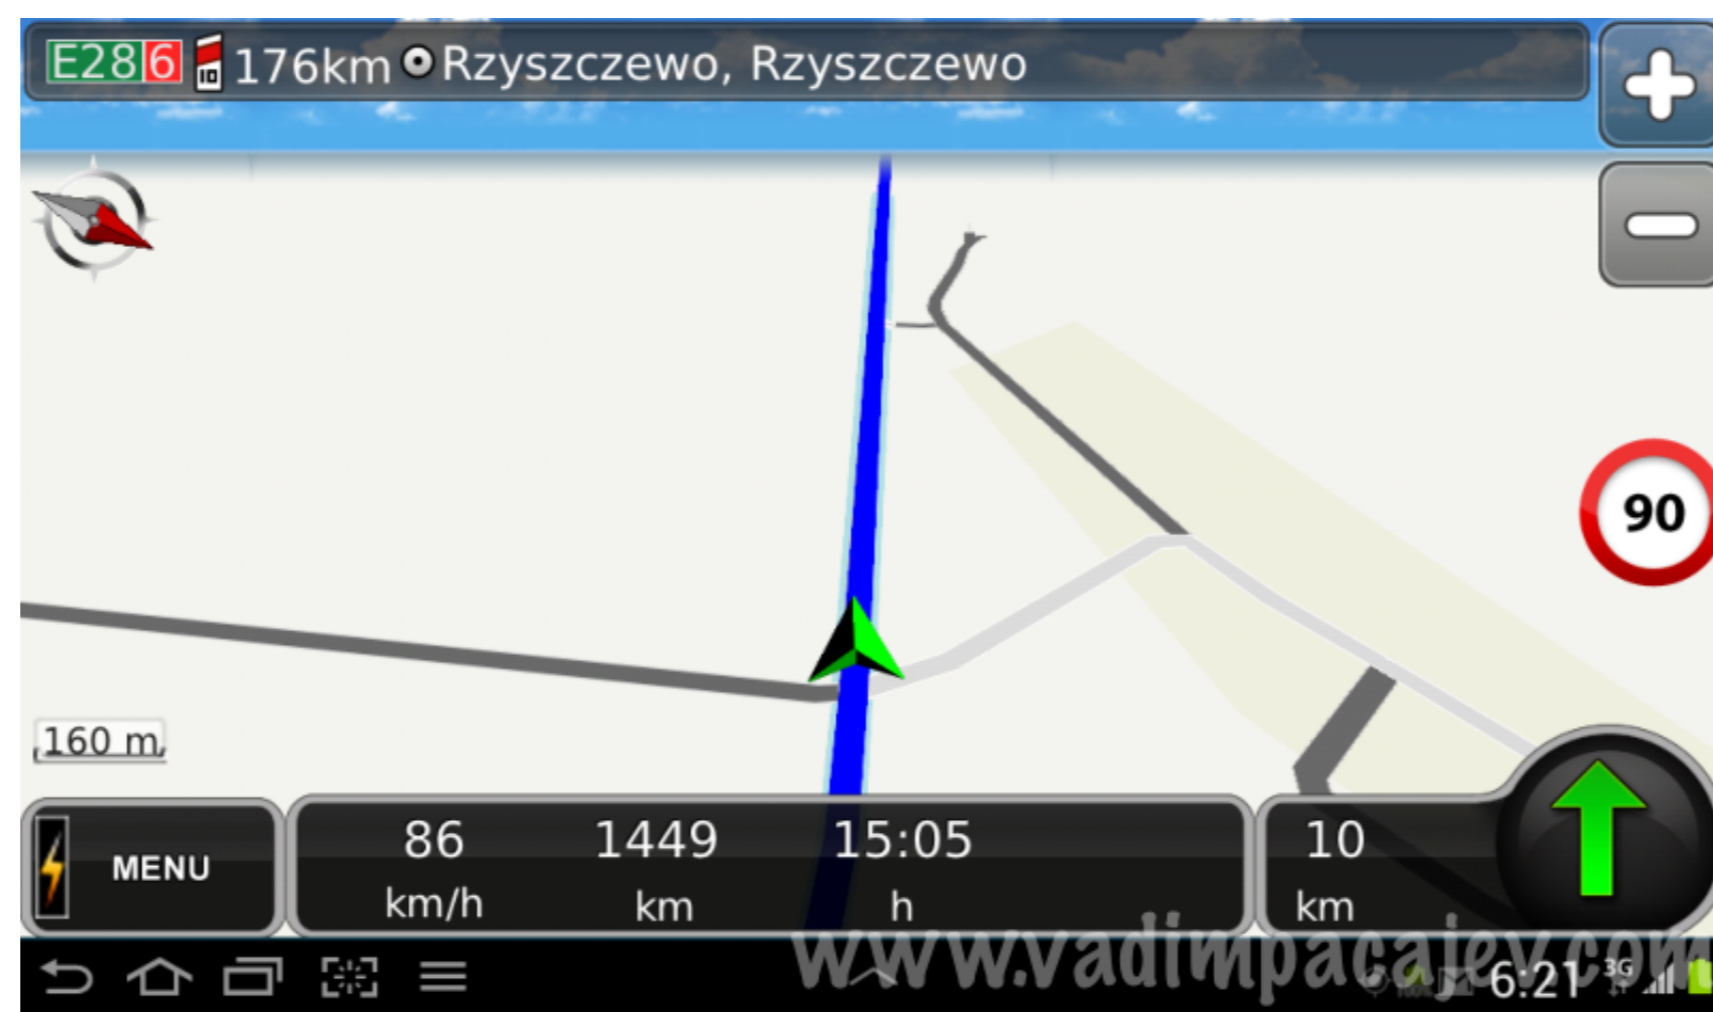 E28 6 10 176km Rzyszczewo, Rzyszczewo
90
160 m
MENU
86 1449 15:05 10
km/h km h km
www.vadimpacajev.com
6:21 3G